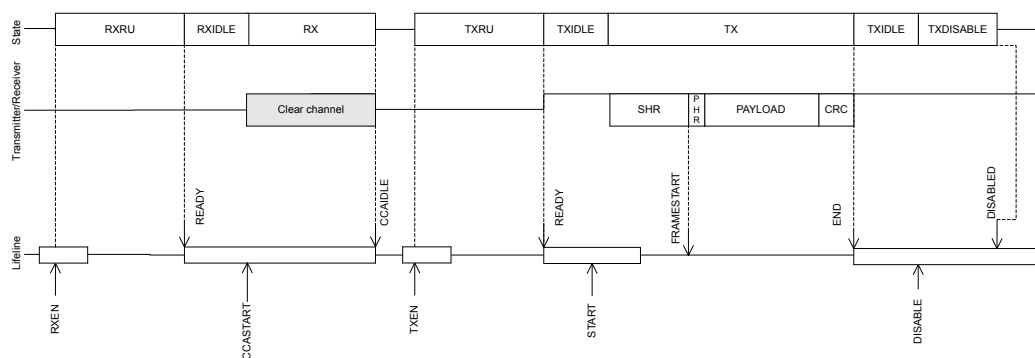 State
RXRU
RXIDLE
RX
TXRU
TXIDLE
TX
TXIDLE
TXDISABLE
Transmitter/Receiver
Clear channel
SHR
PHR
PAYLOAD
CRC
READY
CCAIDLE
READY
FRAMESTART
END
DISABLED
Lifeline
RXEN
CCASTART
TXEN
START
DISABLE